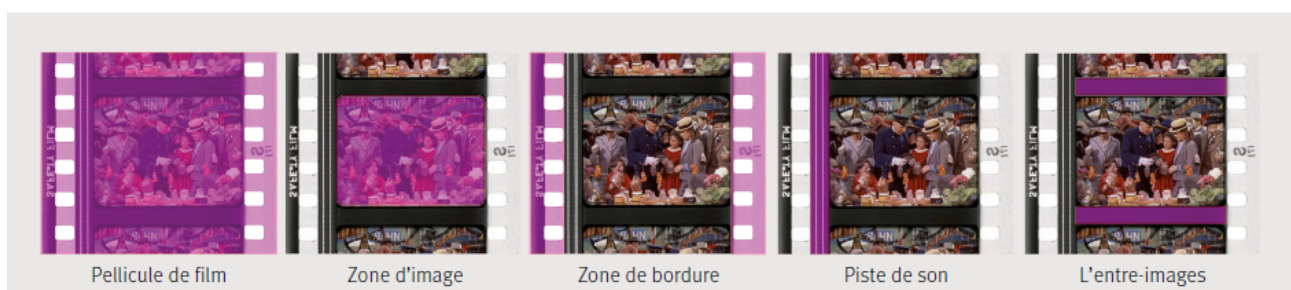 Pellicule de film
Zone d'image
Zone de bordure
Piste de son
L'entre-images